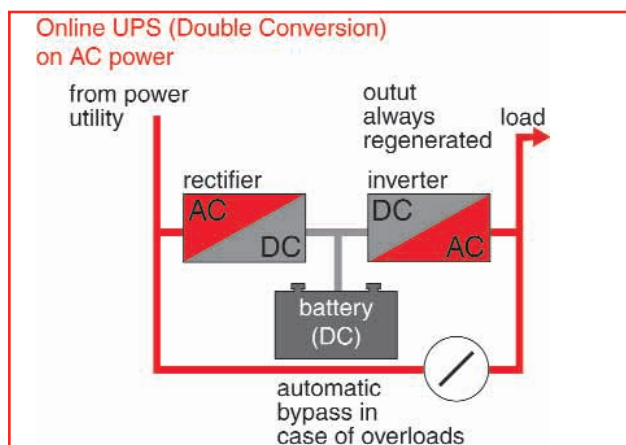 Online UPS (Double Conversion)
on AC power
from power
utility
outut
always
regenerated
load
rectifier
inverter
AC
DC
DC
AC
battery
(DC)
automatic
bypass in
case of overloads